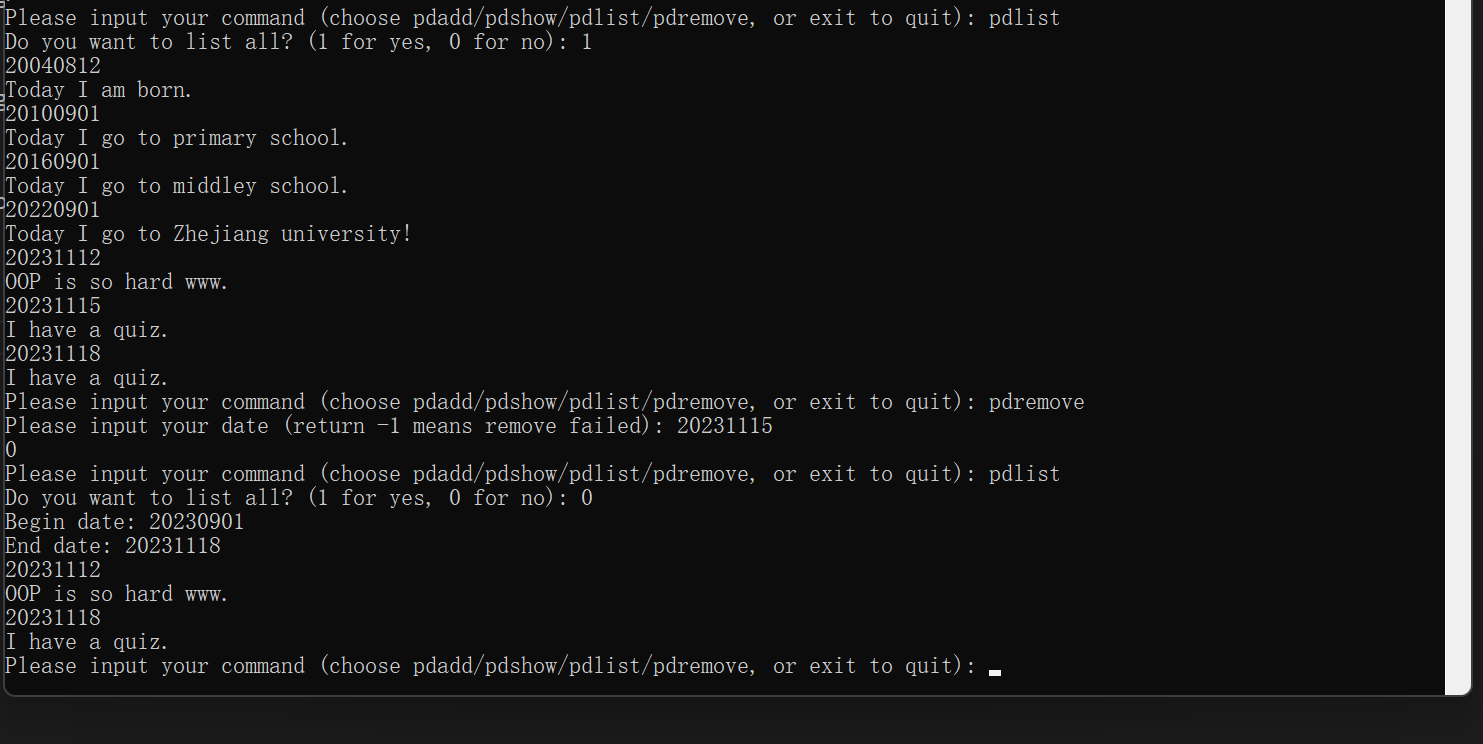 Please input your command (choose pdadd/pdshow/pdlist/pdremove, or exit to quit): pdlist
Do you want to list all? (1 for yes, 0 for no): 1
20040812
Today I am born.
20100901
Today I go to primary school.
20160901
Today I go to middley school.
20220901
Today I go to Zhejiang university!
20231112
OOP is so hard www.
20231115
I have a quiz.
20231118
I have a quiz.
Please input your command (choose pdadd/pdshow/pdlist/pdremove, or exit to quit): pdremove
Please input your date (return -1 means remove failed): 20231115
0
Please input your command (choose pdadd/pdshow/pdlist/pdremove, or exit to quit): pdlist
Do you want to list all? (1 for yes, 0 for no): 0
Begin date: 20230901
End date: 20231118
20231112
OOP is so hard www.
20231118
I have a quiz.
Please input your command (choose pdadd/pdshow/pdlist/pdremove, or exit to quit):